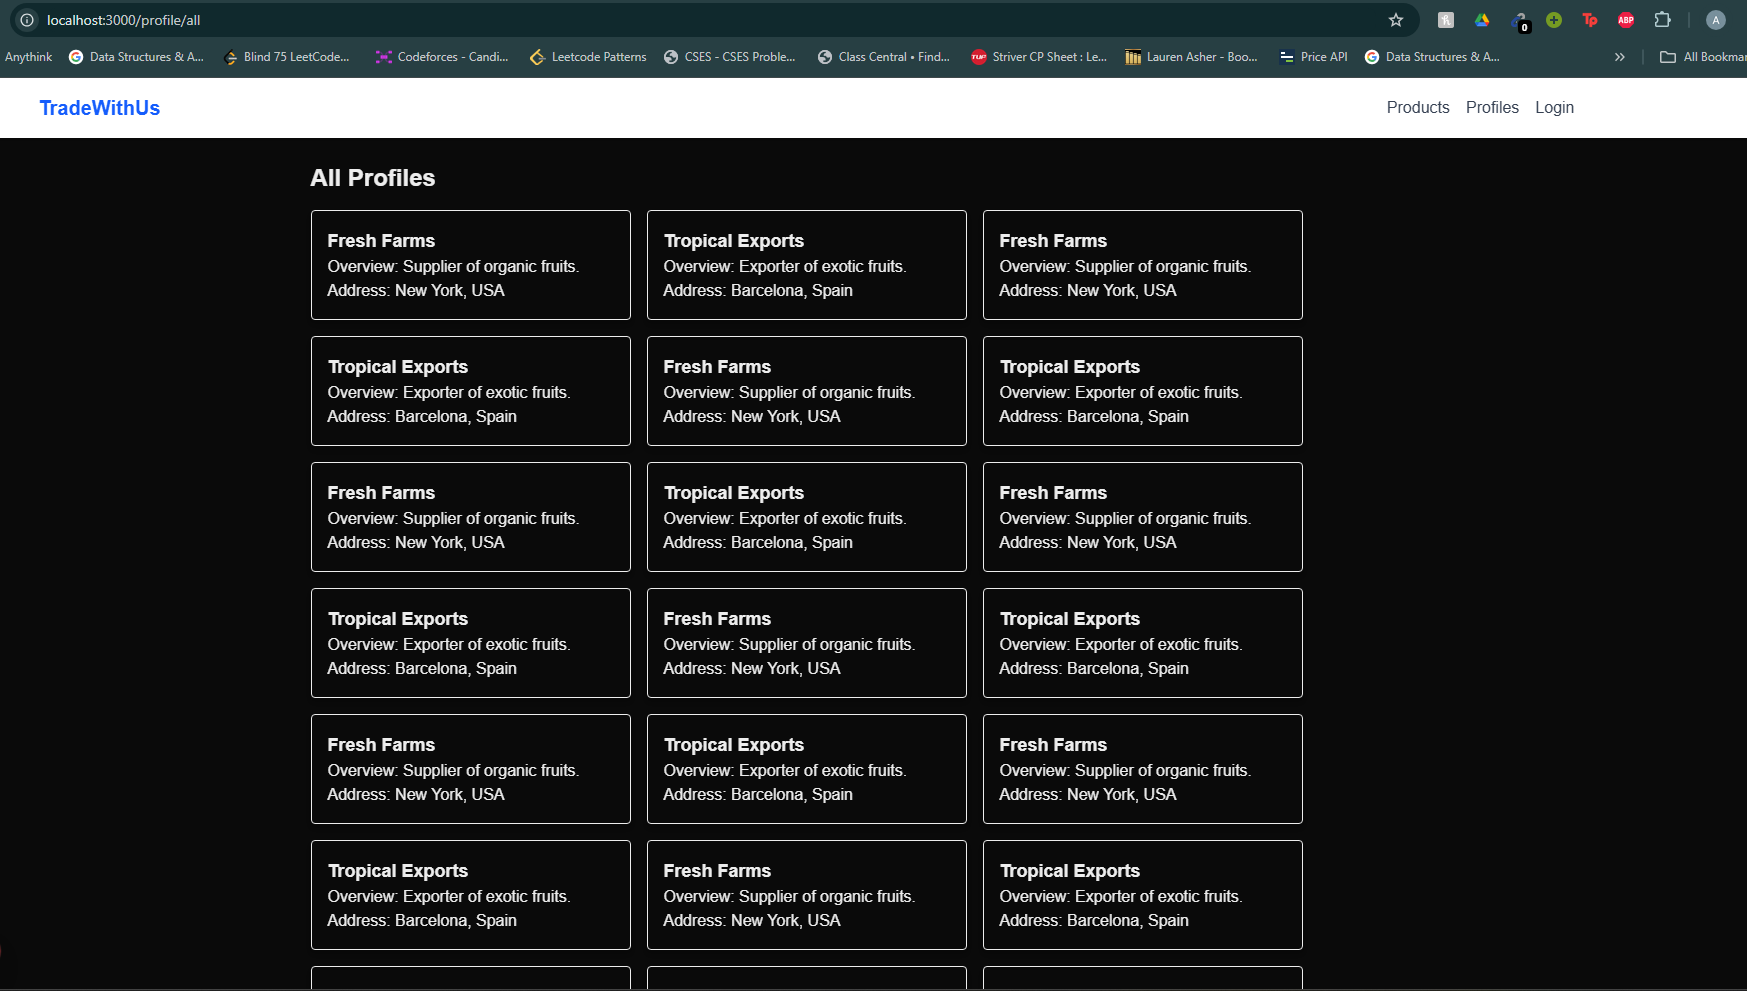 localhost:3000/profile/all
0 Tp ABP A
Anythink Data Structures & A... Blind 75 LeetCode... Codeforces - Candi... Leetcode Patterns CSES - CSES Proble... Class Central • Find... TUF Striver CP Sheet : Le... Lauren Asher - Boo... Price API Data Structures & A... » All Bookmar
TradeWithUs Products Profiles Login
All Profiles
Fresh Farms Tropical Exports Fresh Farms
Overview: Supplier of organic fruits. Overview: Exporter of exotic fruits. Overview: Supplier of organic fruits.
Address: New York, USA Address: Barcelona, Spain Address: New York, USA
Tropical Exports Fresh Farms Tropical Exports
Overview: Exporter of exotic fruits. Overview: Supplier of organic fruits. Overview: Exporter of exotic fruits.
Address: Barcelona, Spain Address: New York, USA Address: Barcelona, Spain
Fresh Farms Tropical Exports Fresh Farms
Overview: Supplier of organic fruits. Overview: Exporter of exotic fruits. Overview: Supplier of organic fruits.
Address: New York, USA Address: Barcelona, Spain Address: New York, USA
Tropical Exports Fresh Farms Tropical Exports
Overview: Exporter of exotic fruits. Overview: Supplier of organic fruits. Overview: Exporter of exotic fruits.
Address: Barcelona, Spain Address: New York, USA Address: Barcelona, Spain
Fresh Farms Tropical Exports Fresh Farms
Overview: Supplier of organic fruits. Overview: Exporter of exotic fruits. Overview: Supplier of organic fruits.
Address: New York, USA Address: Barcelona, Spain Address: New York, USA
Tropical Exports Fresh Farms Tropical Exports
Overview: Exporter of exotic fruits. Overview: Supplier of organic fruits. Overview: Exporter of exotic fruits.
Address: Barcelona, Spain Address: New York, USA Address: Barcelona, Spain